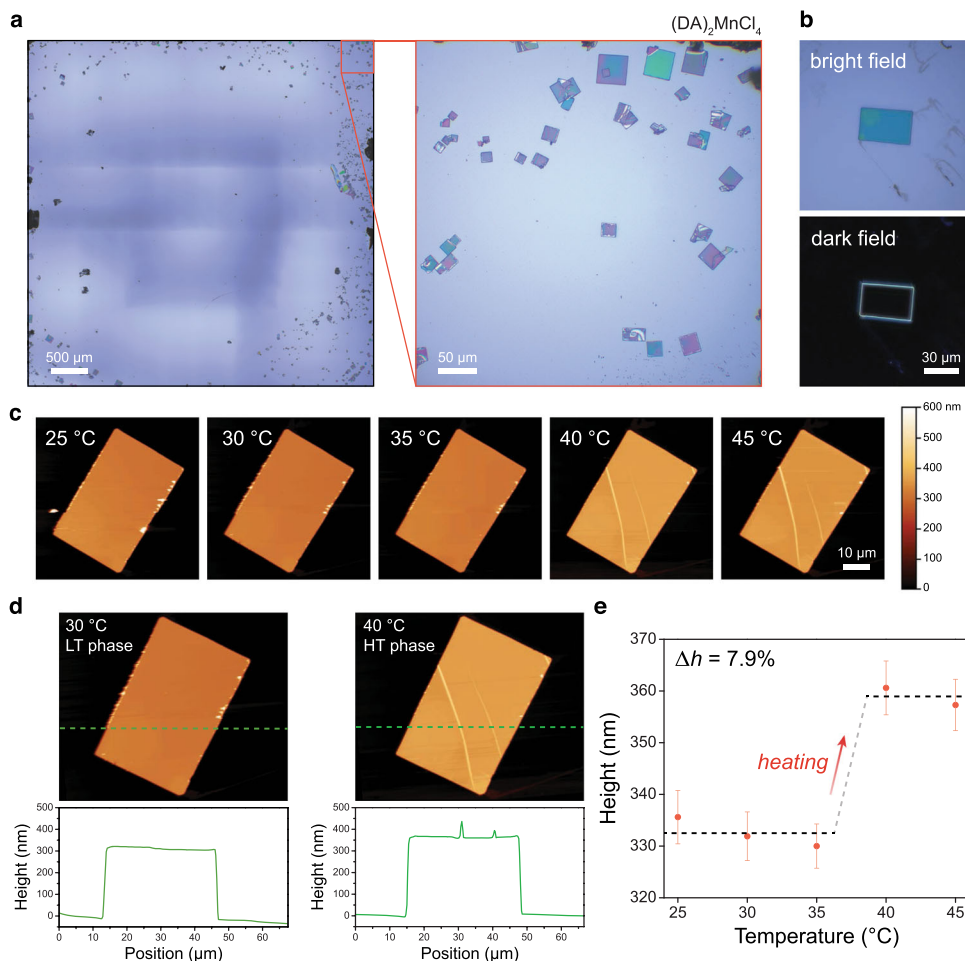 a
(DA)₂MnCl₄
b
500 µm
50 µm
bright field
dark field
30 µm
c
25 °C
30 °C
35 °C
40 °C
45 °C
10 µm
600 nm
500
400
300
200
100
0
d
30 °C
LT phase
40 °C
HT phase
Height (nm)
500
400
300
200
100
0
0 10 20 30 40 50 60
Position (µm)
Height (nm)
500
400
300
200
100
0
0 10 20 30 40 50 60
Position (µm)
e
Δh = 7.9%
heating
Height (nm)
370
360
350
340
330
320
25 30 35 40 45
Temperature (°C)